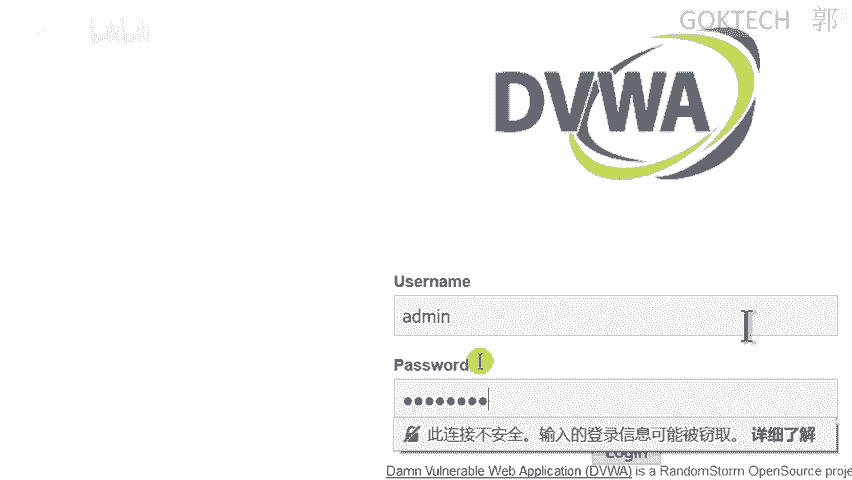 GOKTECH 郭
DVWA
Username
admin
Password
此连接不安全。输入的登录信息可能被窃取。 详细了解
Login
Damn Vulnerable Web Application (DVWA) is a RandomStorm OpenSource proje